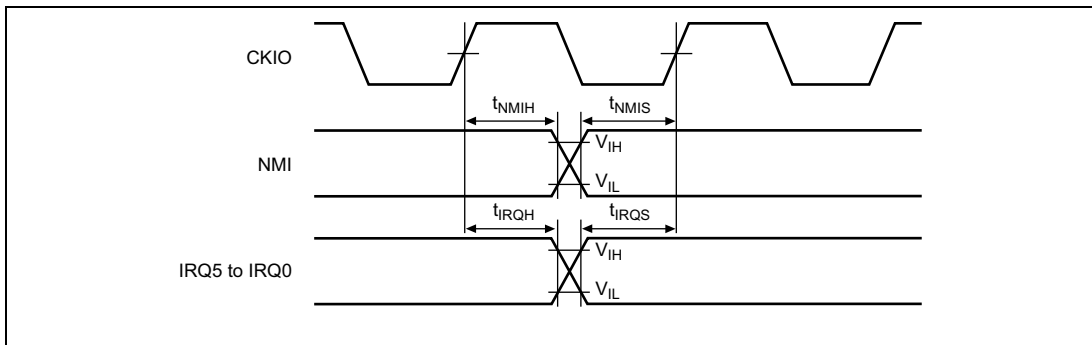 CKIO
tNMIH tNMIS
VIH
NMI
VIL
tIRQH tIRQS
VIH
IRQ5 to IRQ0
VIL